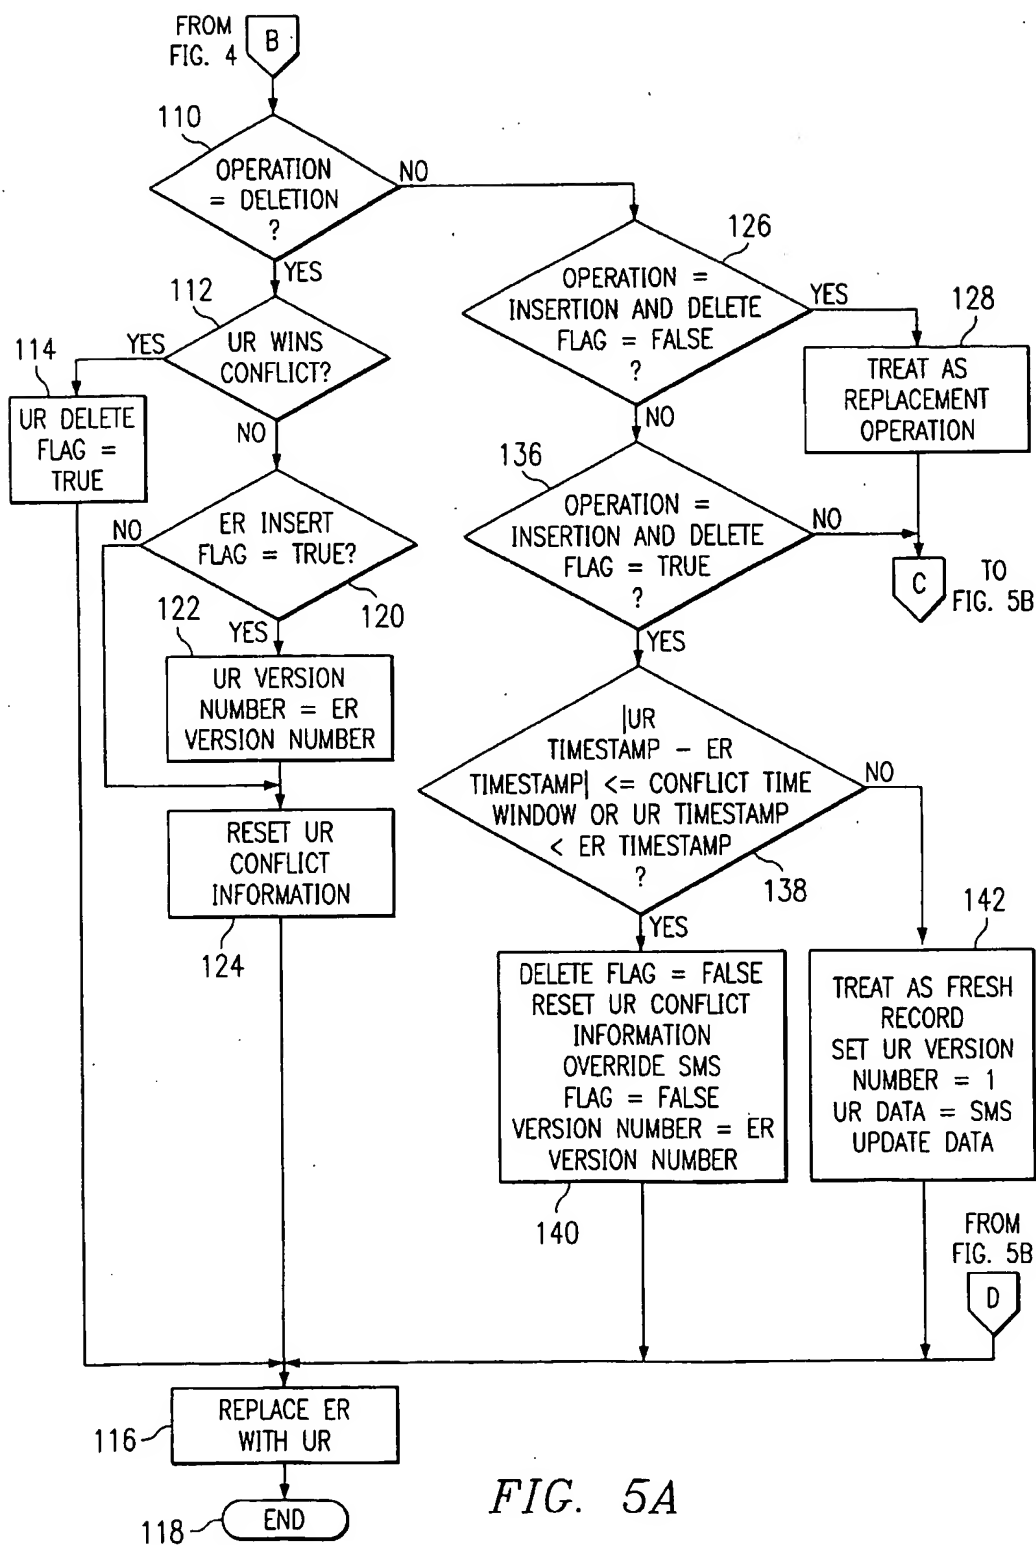 FROM
FIG. 4
B
110
OPERATION
= DELETION
?
NO
YES
126
OPERATION =
INSERTION AND DELETE
FLAG = FALSE
?
YES
NO
128
TREAT AS
REPLACEMENT
OPERATION
112
UR WINS
CONFLICT?
YES
NO
114
UR DELETE
FLAG =
TRUE
136
OPERATION =
INSERTION AND DELETE
FLAG = TRUE
?
NO
YES
C
TO
FIG. 5B
ER INSERT
FLAG = TRUE?
NO
YES
120
122
UR VERSION
NUMBER = ER
VERSION NUMBER
|UR
TIMESTAMP – ER
TIMESTAMP| <= CONFLICT TIME
WINDOW OR UR TIMESTAMP
< ER TIMESTAMP
?
NO
YES
138
RESET UR
CONFLICT
INFORMATION
124
DELETE FLAG = FALSE
RESET UR CONFLICT
INFORMATION
OVERRIDE SMS
FLAG = FALSE
VERSION NUMBER = ER
VERSION NUMBER
140
142
TREAT AS FRESH
RECORD
SET UR VERSION
NUMBER = 1
UR DATA = SMS
UPDATE DATA
FROM
FIG. 5B
D
REPLACE ER
WITH UR
116
END
118
FIG. 5A